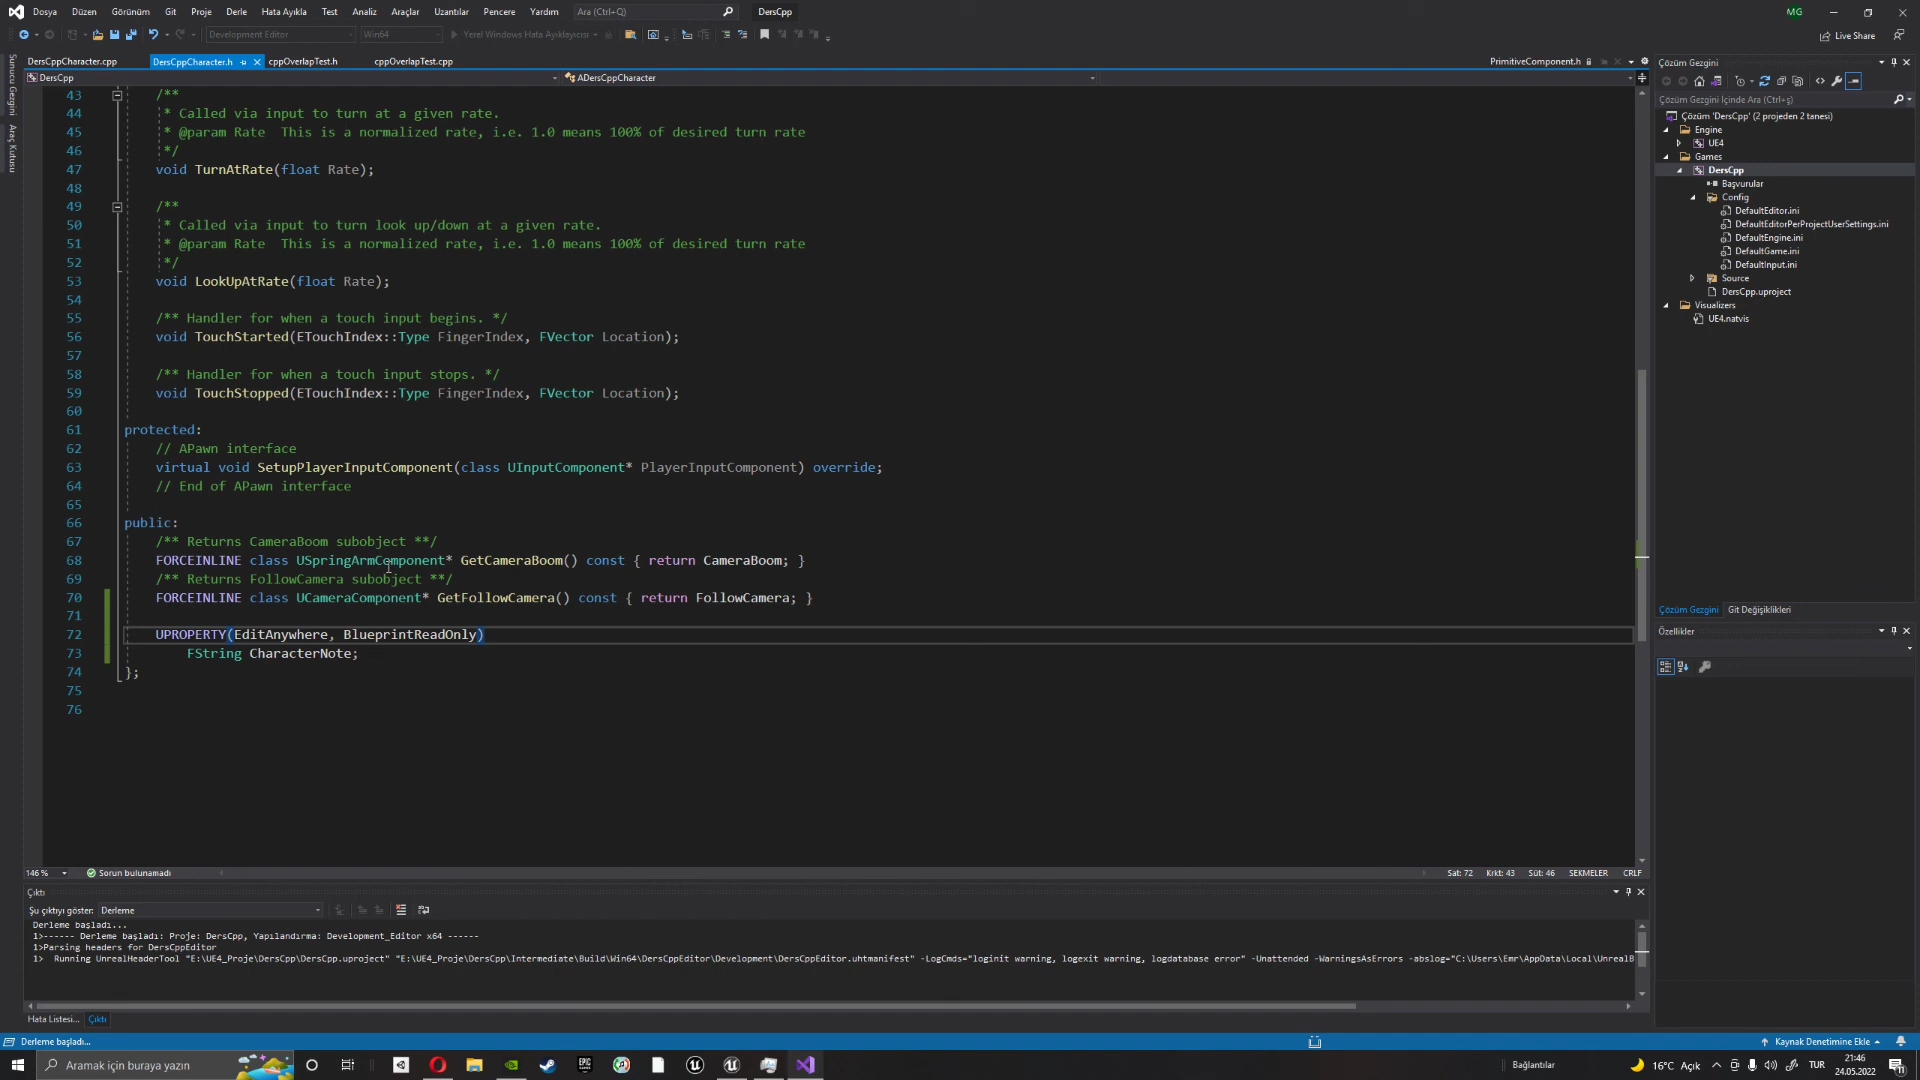 Dosya Düzen Görünüm Git Proje Derle Hata Ayıkla Test Analiz Araçlar Uzantılar Pencere Yardım Ara (Ctrl+Q) DersCpp MG
Development Editor Win64 Yerel Windows Hata Ayıklayıcısı Live Share
Sunucu Gezgini
Araç Kutusu
DersCppCharacter.cpp DersCppCharacter.h cppOverlapTest.h cppOverlapTest.cpp PrimitiveComponent.h
DersCpp ADersCppCharacter
43 /**
44 * Called via input to turn at a given rate.
45 * @param Rate This is a normalized rate, i.e. 1.0 means 100% of desired turn rate
46 */
47 void TurnAtRate(float Rate);
48
49 /**
50 * Called via input to turn look up/down at a given rate.
51 * @param Rate This is a normalized rate, i.e. 1.0 means 100% of desired turn rate
52 */
53 void LookUpAtRate(float Rate);
54
55 /** Handler for when a touch input begins. */
56 void TouchStarted(ETouchIndex::Type FingerIndex, FVector Location);
57
58 /** Handler for when a touch input stops. */
59 void TouchStopped(ETouchIndex::Type FingerIndex, FVector Location);
60
61 protected:
62 // APawn interface
63 virtual void SetupPlayerInputComponent(class UInputComponent* PlayerInputComponent) override;
64 // End of APawn interface
65
66 public:
67 /** Returns CameraBoom subobject **/
68 FORCEINLINE class USpringArmComponent* GetCameraBoom() const { return CameraBoom; }
69 /** Returns FollowCamera subobject **/
70 FORCEINLINE class UCameraComponent* GetFollowCamera() const { return FollowCamera; }
71
72 UPROPERTY(EditAnywhere, BlueprintReadOnly)
73 FString CharacterNote;
74 };
75
76
146 % Sorun bulunamadı Sat: 72 Krkt: 43 Süt: 46 SEKMELER CRLF
Çıktı
Şu çıktıyı göster: Derleme
Derleme başladı...
1>------ Derleme başladı: Proje: DersCpp, Yapılandırma: Development_Editor x64 ------
1>Parsing headers for DersCppEditor
1> Running UnrealHeaderTool "E:\UE4_Proje\DersCpp\DersCpp.uproject" "E:\UE4_Proje\DersCpp\Intermediate\Build\Win64\DersCppEditor\Development\DersCppEditor.uhtmanifest" -LogCmds="loginit warning, logexit warning, logdatabase error" -Unattended -WarningsAsErrors -abslog="C:\Users\Emr\AppData\Local\UnrealB
Hata Listesi... Çıktı
Çözüm Gezgini
Çözüm Gezgini İçinde Ara (Ctrl+ş)
Çözüm 'DersCpp' (2 projeden 2 tanesi)
Engine
UE4
Games
DersCpp
Başvurular
Config
DefaultEditor.ini
DefaultEditorPerProjectUserSettings.ini
DefaultEngine.ini
DefaultGame.ini
DefaultInput.ini
Source
DersCpp.uproject
Visualizers
UE4.natvis
Çözüm Gezgini Git Değişiklikleri
Özellikler
Derleme başladı... Kaynak Denetimine Ekle
Aramak için buraya yazın Bağlantılar 16°C Açık TUR 21:46
24.05.2022